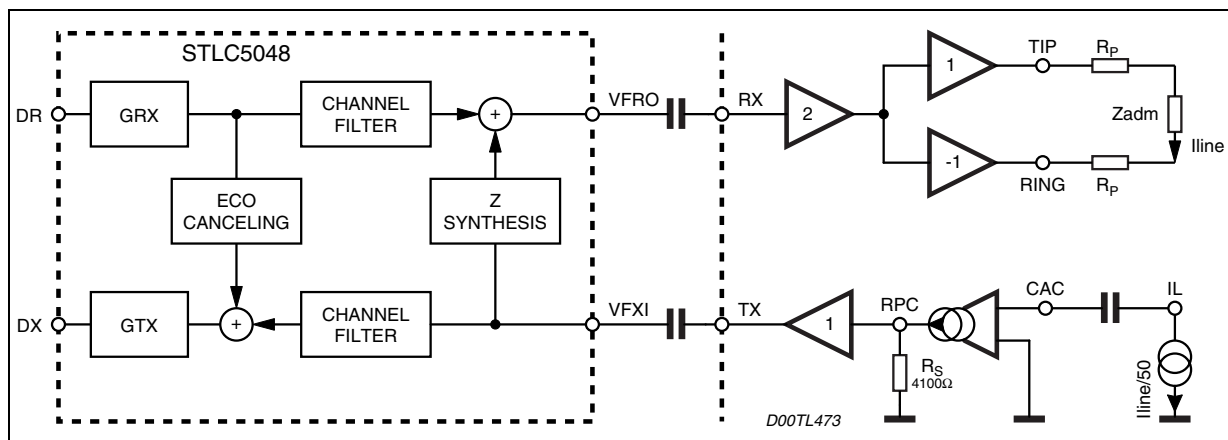 STLC5048
DR
GRX
CHANNEL
FILTER
+
VFRO
RX
2
1
TIP
RP
Zadm
Iline
-1
RING
RP
ECO
CANCELING
Z
SYNTHESIS
DX
GTX
+
CHANNEL
FILTER
VFXI
TX
1
RPC
RS
4100Ω
CAC
IL
Iline/50
D00TL473